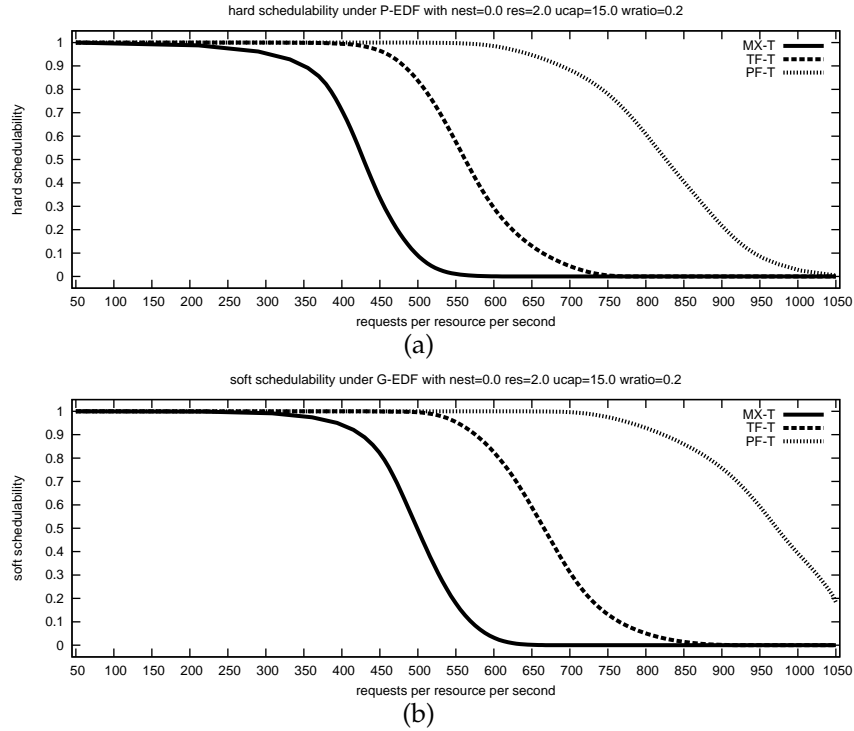 hard schedulability under P-EDF with nest=0.0 res=2.0 ucap=15.0 wratio=0.2
1
0.9
0.8
0.7
0.6
0.5
0.4
0.3
0.2
0.1
0
hard schedulability
MX-T
TF-T
PF-T
50 100 150 200 250 300 350 400 450 500 550 600 650 700 750 800 850 900 950 1000 1050
requests per resource per second
(a)
soft schedulability under G-EDF with nest=0.0 res=2.0 ucap=15.0 wratio=0.2
1
0.9
0.8
0.7
0.6
0.5
0.4
0.3
0.2
0.1
0
soft schedulability
MX-T
TF-T
PF-T
50 100 150 200 250 300 350 400 450 500 550 600 650 700 750 800 850 900 950 1000 1050
requests per resource per second
(b)